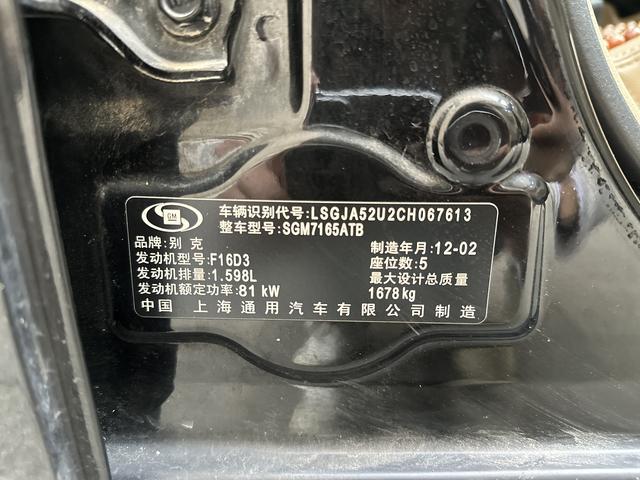 GM
车辆识别代号:LSGJA52U2CH067613
整车型号:SGM7165ATB
品牌:别克
制造年月:12-02
发动机型号:F16D3
座位数:5
发动机排量:1.598L
最大设计总质量
发动机额定功率:81 kW
1678kg
中国 上海通用汽车有限公司制造